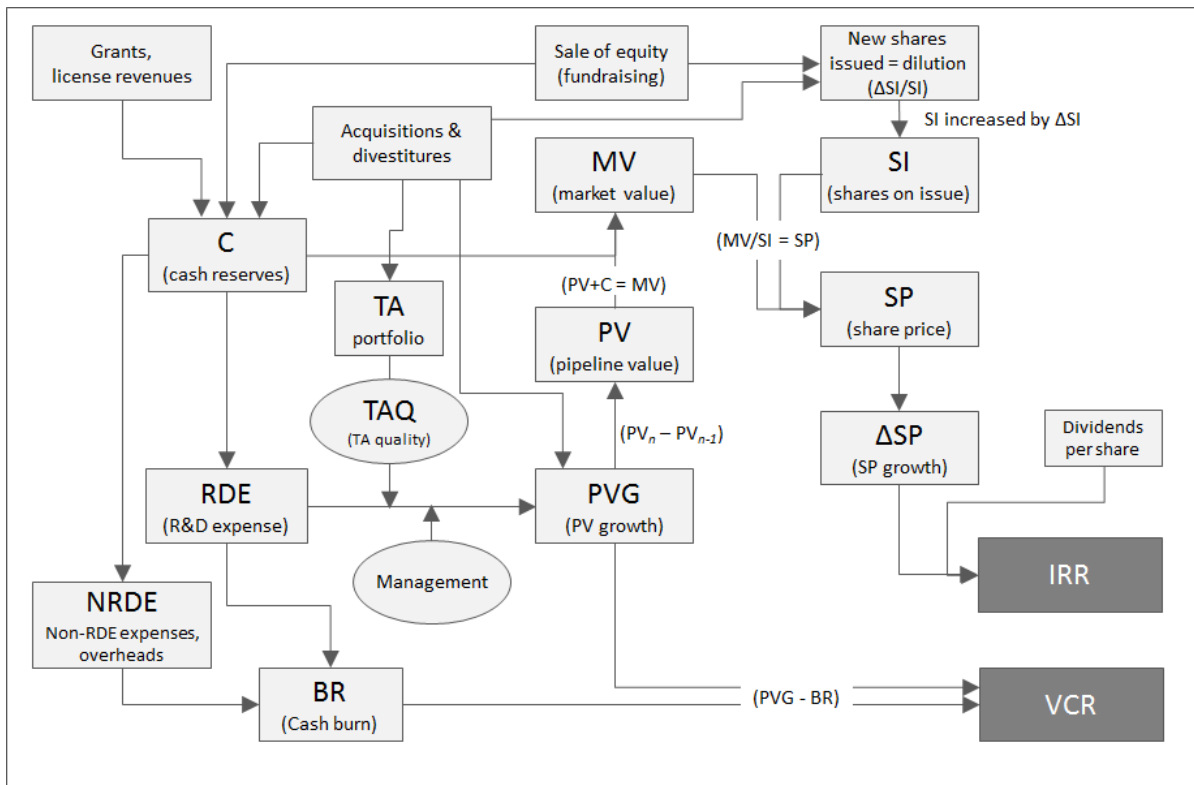 Grants,
license revenues
Sale of equity
(fundraising)
New shares
issued = dilution
(ΔSI/SI)
SI increased by ΔSI
Acquisitions &
divestitures
MV
(market value)
SI
(shares on issue)
(MV/SI = SP)
C
(cash reserves)
(PV+C = MV)
TA
portfolio
PV
(pipeline value)
SP
(share price)
TAQ
(TA quality)
(PVn – PVn-1)
ΔSP
(SP growth)
Dividends
per share
RDE
(R&D expense)
PVG
(PV growth)
Management
IRR
NRDE
Non-RDE expenses,
overheads
BR
(Cash burn)
(PVG - BR)
VCR